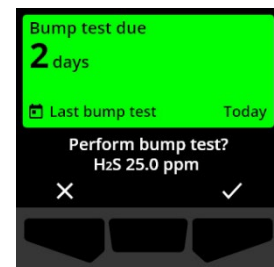 Bump test due
2 days
Last bump test Today
Perform bump test?
H₂S 25.0 ppm